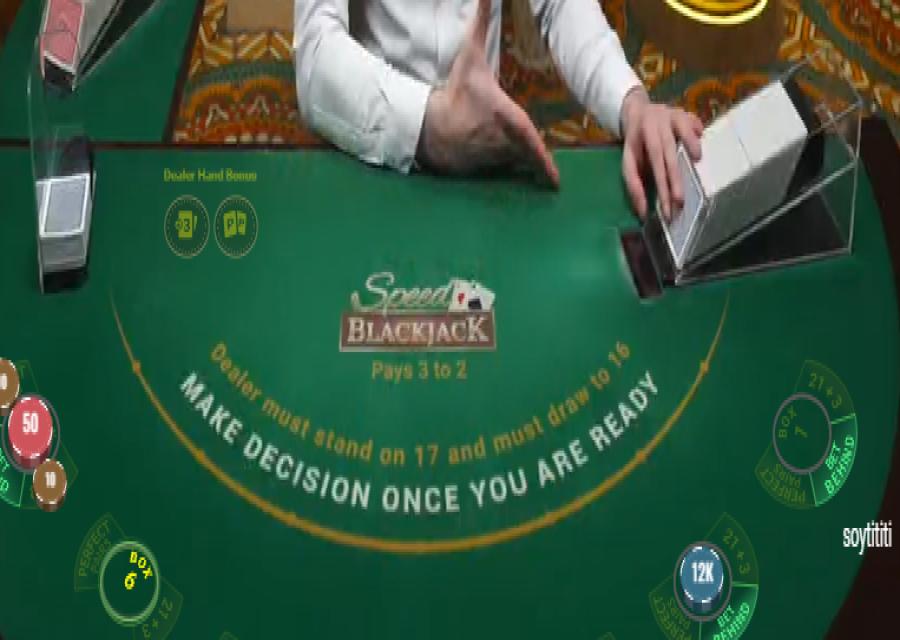 Dealer Hand Bonus
Speed
BLACKJACK
Pays 3 to 2
Dealer must stand on 17 and must draw to 16
MAKE DECISION ONCE YOU ARE READY
21+3
BOX
7
BET
BEHIND
PERFECT
PAIRS
50
10
soytititi
PERFECT
BOX
6
21+3
12K
21+3
BET
BEHIND